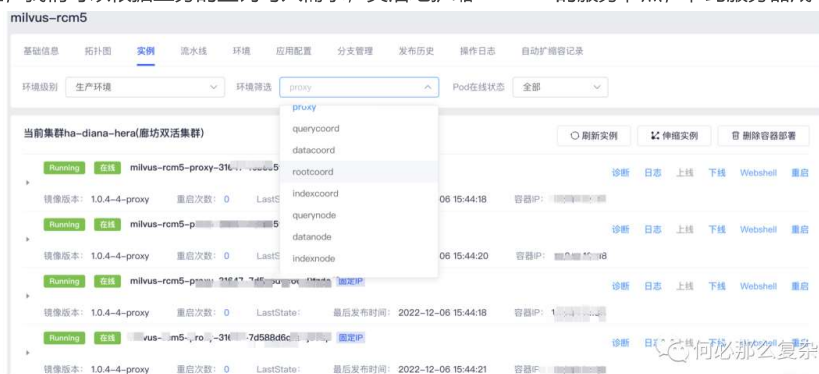 milvus-rcm5
基础信息 拓扑图 实例 流水线 环境 应用配置 分支管理 发布历史 操作日志 自动扩缩容记录
环境级别 生产环境 环境筛选 proxy Pod在线状态 全部
proxy
querycoord
datacoord
rootcoord
indexcoord
querynode
datanode
indexnode
当前集群ha-diana-hera(廊坊双活集群) 刷新实例 伸缩实例 删除容器部署
Running 在线 milvus-rcm5-proxy-316 诊断 日志 上线 下线 Webshell 重启
镜像版本: 1.0.4-4-proxy 重启次数: 0 LastS 06 15:44:18 容器IP:
Running 在线 milvus-rcm5-p 诊断 日志 上线 下线 Webshell 重启
镜像版本: 1.0.4-4-proxy 重启次数: 0 LastS 06 15:44:20 容器IP:
Running 在线 milvus-rcm5- 固定IP 诊断 日志 上线 下线 Webshell 重启
镜像版本: 1.0.4-4-proxy 重启次数: 0 LastState: 最后发布时间: 2022-12-06 15:44:18 容器IP:
Running 在线 固定IP 诊断 上线 下线 Webshell 重启
镜像版本: 1.0.4-4-proxy 重启次数: 0 LastState: 最后发布时间: 2022-12-06 15:44:21 容器IP:
何必那么复杂